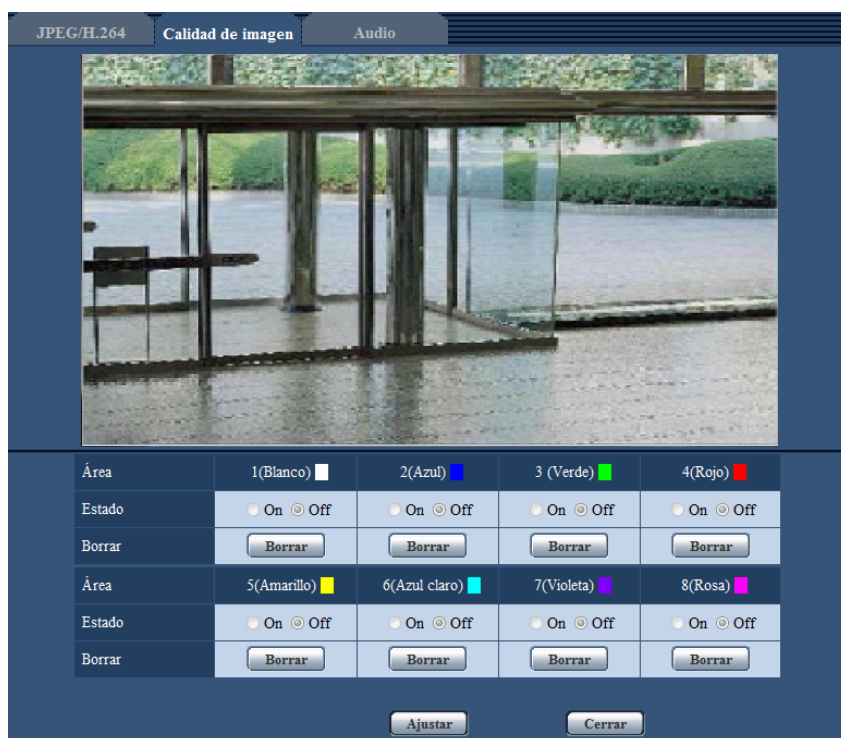 JPEG/H.264 Calidad de imagen Audio
Área 1(Blanco) 2(Azul) 3 (Verde) 4(Rojo)
Estado On Off On Off On Off On Off
Borrar Borrar Borrar Borrar Borrar
Área 5(Amarillo) 6(Azul claro) 7(Violeta) 8(Rosa)
Estado On Off On Off On Off On Off
Borrar Borrar Borrar Borrar Borrar
Ajustar Cerrar